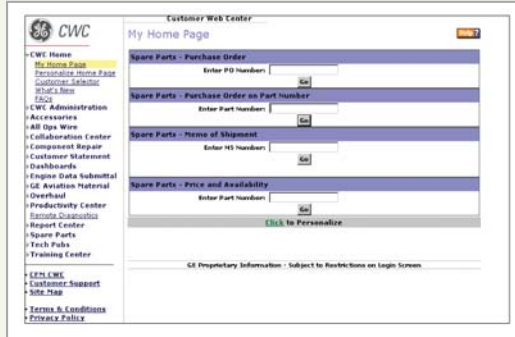 Customer Web Center
CWC
My Home Page
Help ?
CWC Home
My Home Page
Personalize Home Page
Customer Selector
What's New
FAQs
CWC Administration
Accessories
All Ops Wire
Collaboration Center
Component Repair
Customer Statement
Dashboards
Engine Data Submittal
GE Aviation Material
Overhaul
Productivity Center
Remote Diagnostics
Report Center
Spare Parts
Tech Pubs
Training Center
CFM CWC
Customer Support
Site Map
Terms & Conditions
Privacy Policy
Spare Parts - Purchase Order
Enter PO Number:
Go
Spare Parts - Purchase Order on Part Number
Enter Part Number:
Go
Spare Parts - Memo of Shipment
Enter MS Number:
Go
Spare Parts - Price and Availability
Enter Part Number:
Go
Click to Personalize
GE Proprietary Information - Subject to Restrictions on Login Screen